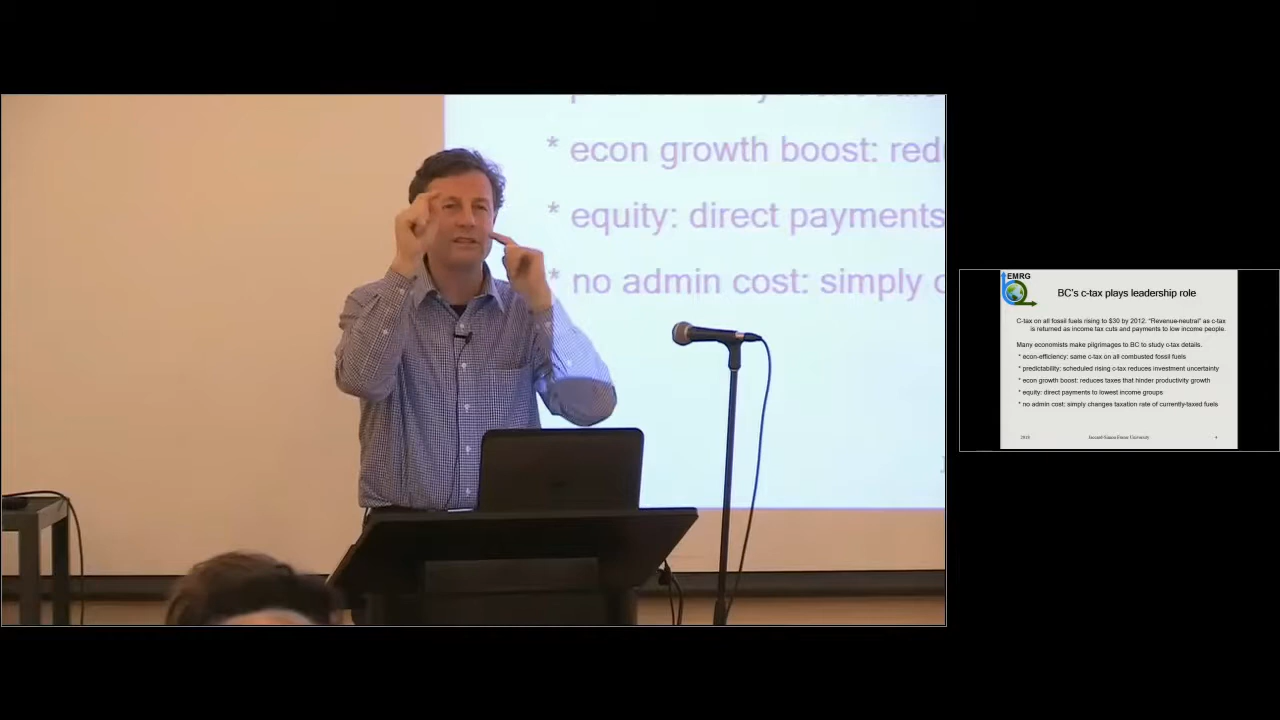 * econ growth boost: red
* equity: direct payments
* no admin cost: simply c
EMRG
BC's c-tax plays leadership role
C-tax on all fossil fuels rising to $30 by 2012. "Revenue-neutral" as c-tax
is returned as income tax cuts and payments to low income people.
Many economists make pilgrimages to BC to study c-tax details.
* econ-efficiency: same c-tax on all combusted fossil fuels
* predictability: scheduled rising c-tax reduces investment uncertainty
* econ growth boost: reduces taxes that hinder productivity growth
* equity: direct payments to lowest income groups
* no admin cost: simply changes taxation rate of currently-taxed fuels
Jaccard-Simon Fraser University